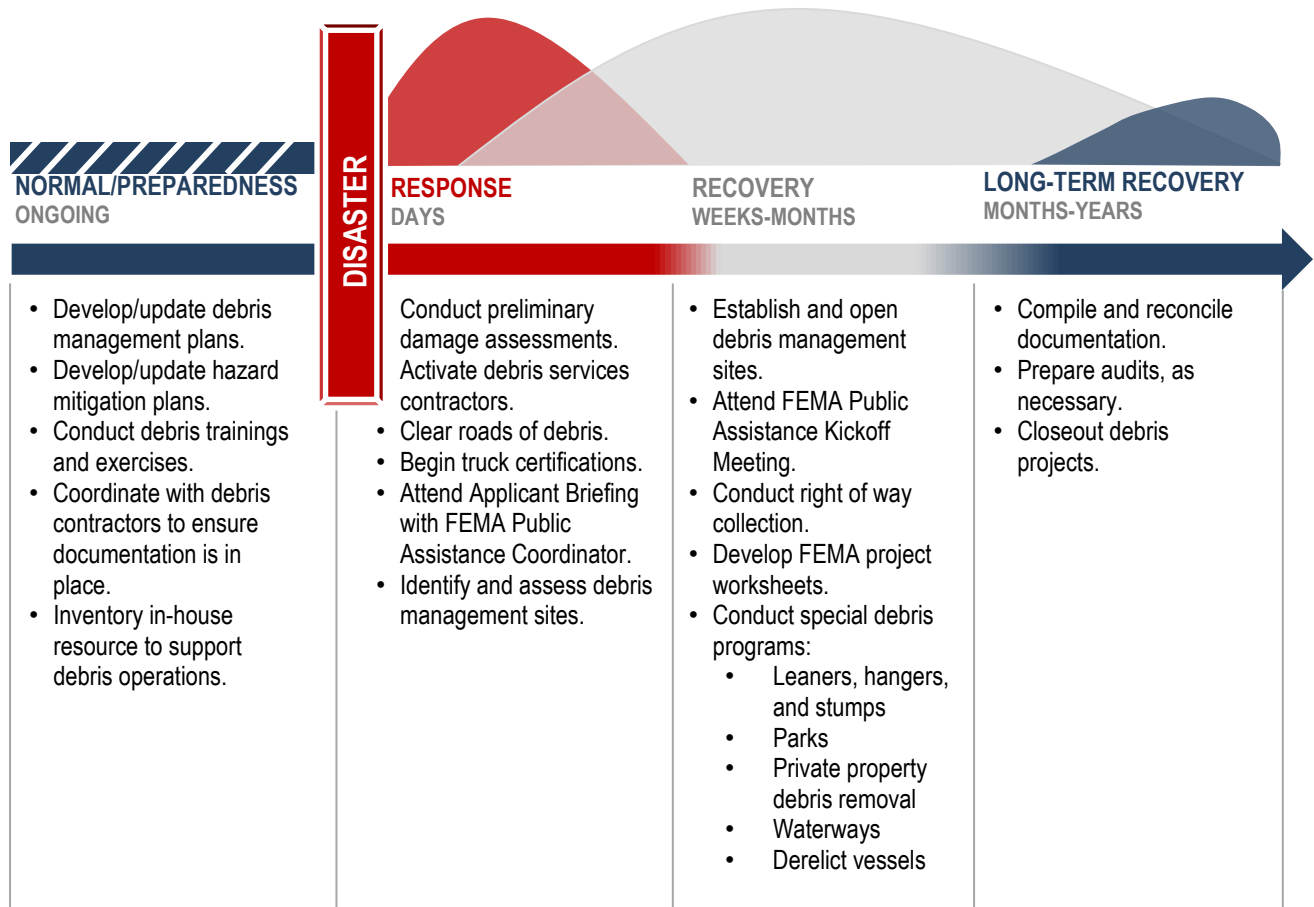 NORMAL/PREPAREDNESS
ONGOING
• Develop/update debris
management plans.
• Develop/update hazard
mitigation plans.
• Conduct debris trainings
and exercises.
• Coordinate with debris
contractors to ensure
documentation is in
place.
• Inventory in-house
resource to support
debris operations.
DISASTER
RESPONSE
DAYS
Conduct preliminary
damage assessments.
Activate debris services
contractors.
• Clear roads of debris.
• Begin truck certifications.
• Attend Applicant Briefing
with FEMA Public
Assistance Coordinator.
• Identify and assess debris
management sites.
RECOVERY
WEEKS-MONTHS
• Establish and open
debris management
sites.
• Attend FEMA Public
Assistance Kickoff
Meeting.
• Conduct right of way
collection.
• Develop FEMA project
worksheets.
• Conduct special debris
programs:
• Leaners, hangers,
and stumps
• Parks
• Private property
debris removal
• Waterways
• Derelict vessels
LONG-TERM RECOVERY
MONTHS-YEARS
• Compile and reconcile
documentation.
• Prepare audits, as
necessary.
• Closeout debris
projects.